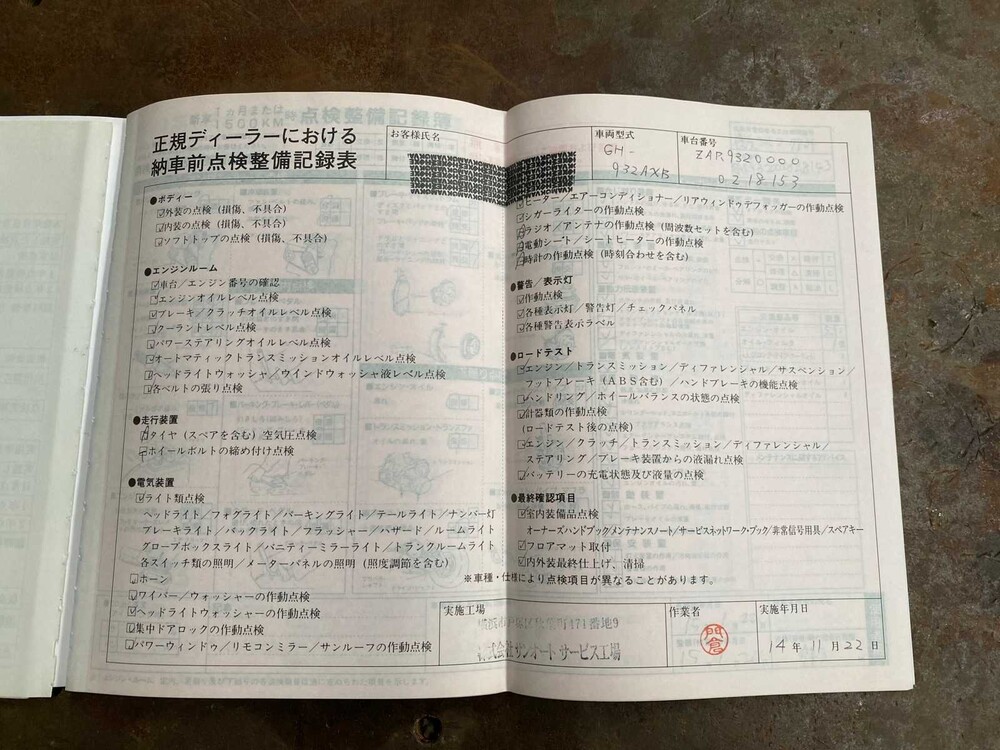 正規ディーラーにおける
納車前点検整備記録表
お客様氏名
車両型式
GH-
932AXB
車台番号
ZAR9320000
0218153
●ボディー
外装の点検（損傷、不具合）
内装の点検（損傷、不具合）
ソフトトップの点検（損傷、不具合）
●エンジンルーム
車台／エンジン番号の確認
エンジンオイルレベル点検
ブレーキ／クラッチオイルレベル点検
クーラントレベル点検
パワーステアリングオイルレベル点検
オートマティックトランスミッションオイルレベル点検
ヘッドライトウォッシャ／ウインドウォッシャ液レベル点検
各ベルトの張り点検
●走行装置
タイヤ（スペアを含む）空気圧点検
ホイールボルトの締め付け点検
●電気装置
ライト類点検
ヘッドライト／フォグライト／パーキングライト／テールライト／ナンバー灯
ブレーキライト／バックライト／フラッシャー／ハザード／ルームライト
グローブボックスライト／バニティーミラーライト／トランクルームライト
各スイッチ類の照明／メーターパネルの照明（照度調節を含む）
ホーン
ワイパー／ウォッシャーの作動点検
ヘッドライトウォッシャーの作動点検
集中ドアロックの作動点検
パワーウィンドゥ／リモコンミラー／サンルーフの作動点検
ヒーター／エアーコンディショナー／リアウィンドゥデフォッガーの作動点検
シガーライターの作動点検
ラジオ／アンテナの作動点検（周波数セットを含む）
電動シート／シートヒーターの作動点検
時計の作動点検（時刻合わせを含む）
●警告／表示灯
作動点検
各種表示灯／警告灯／チェックパネル
各種警告表示ラベル
●ロードテスト
エンジン／トランスミッション／ディファレンシャル／サスペンション／
フットブレーキ（ABS含む）／ハンドブレーキの機能点検
ハンドリング／ホイールバランスの状態の点検
計器類の作動点検
（ロードテスト後の点検）
エンジン／クラッチ／トランスミッション／ディファレンシャル／
ステアリング／ブレーキ装置からの液漏れ点検
バッテリーの充電状態及び液量の点検
●最終確認項目
室内装備品点検
オーナーズハンドブック／メンテナンスノート／サービスネットワーク・ブック／非常信号用具／スペアキー
フロアマット取付
内外装最終仕上げ、清掃
※車種・仕様により点検項目が異なることがあります。
実施工場
町171番地9
株式会社サンオートサービス工場
作業者
門倉
実施年月日
14年11月22日